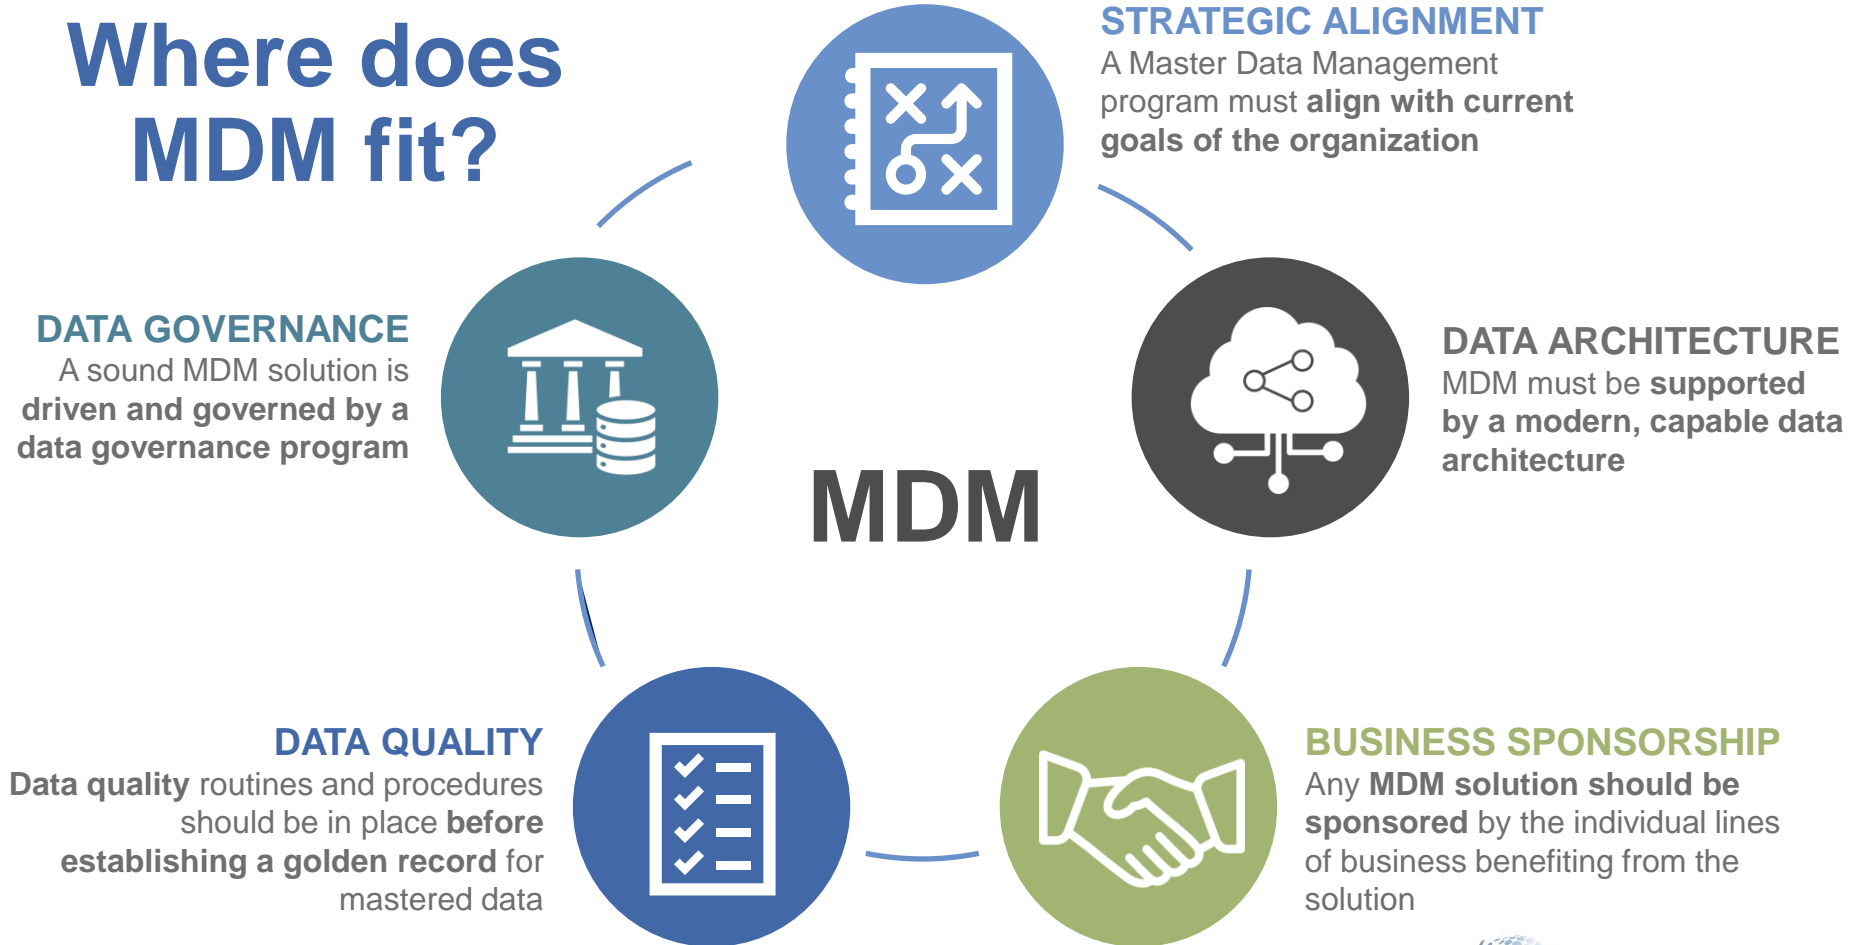 Where does
MDM fit?
STRATEGIC ALIGNMENT
A Master Data Management
program must align with current
goals of the organization
DATA GOVERNANCE
A sound MDM solution is
driven and governed by a
data governance program
DATA ARCHITECTURE
MDM must be supported
by a modern, capable data
architecture
MDM
DATA QUALITY
Data quality routines and procedures
should be in place before
establishing a golden record for
mastered data
BUSINESS SPONSORSHIP
Any MDM solution should be
sponsored by the individual lines
of business benefiting from the
solution